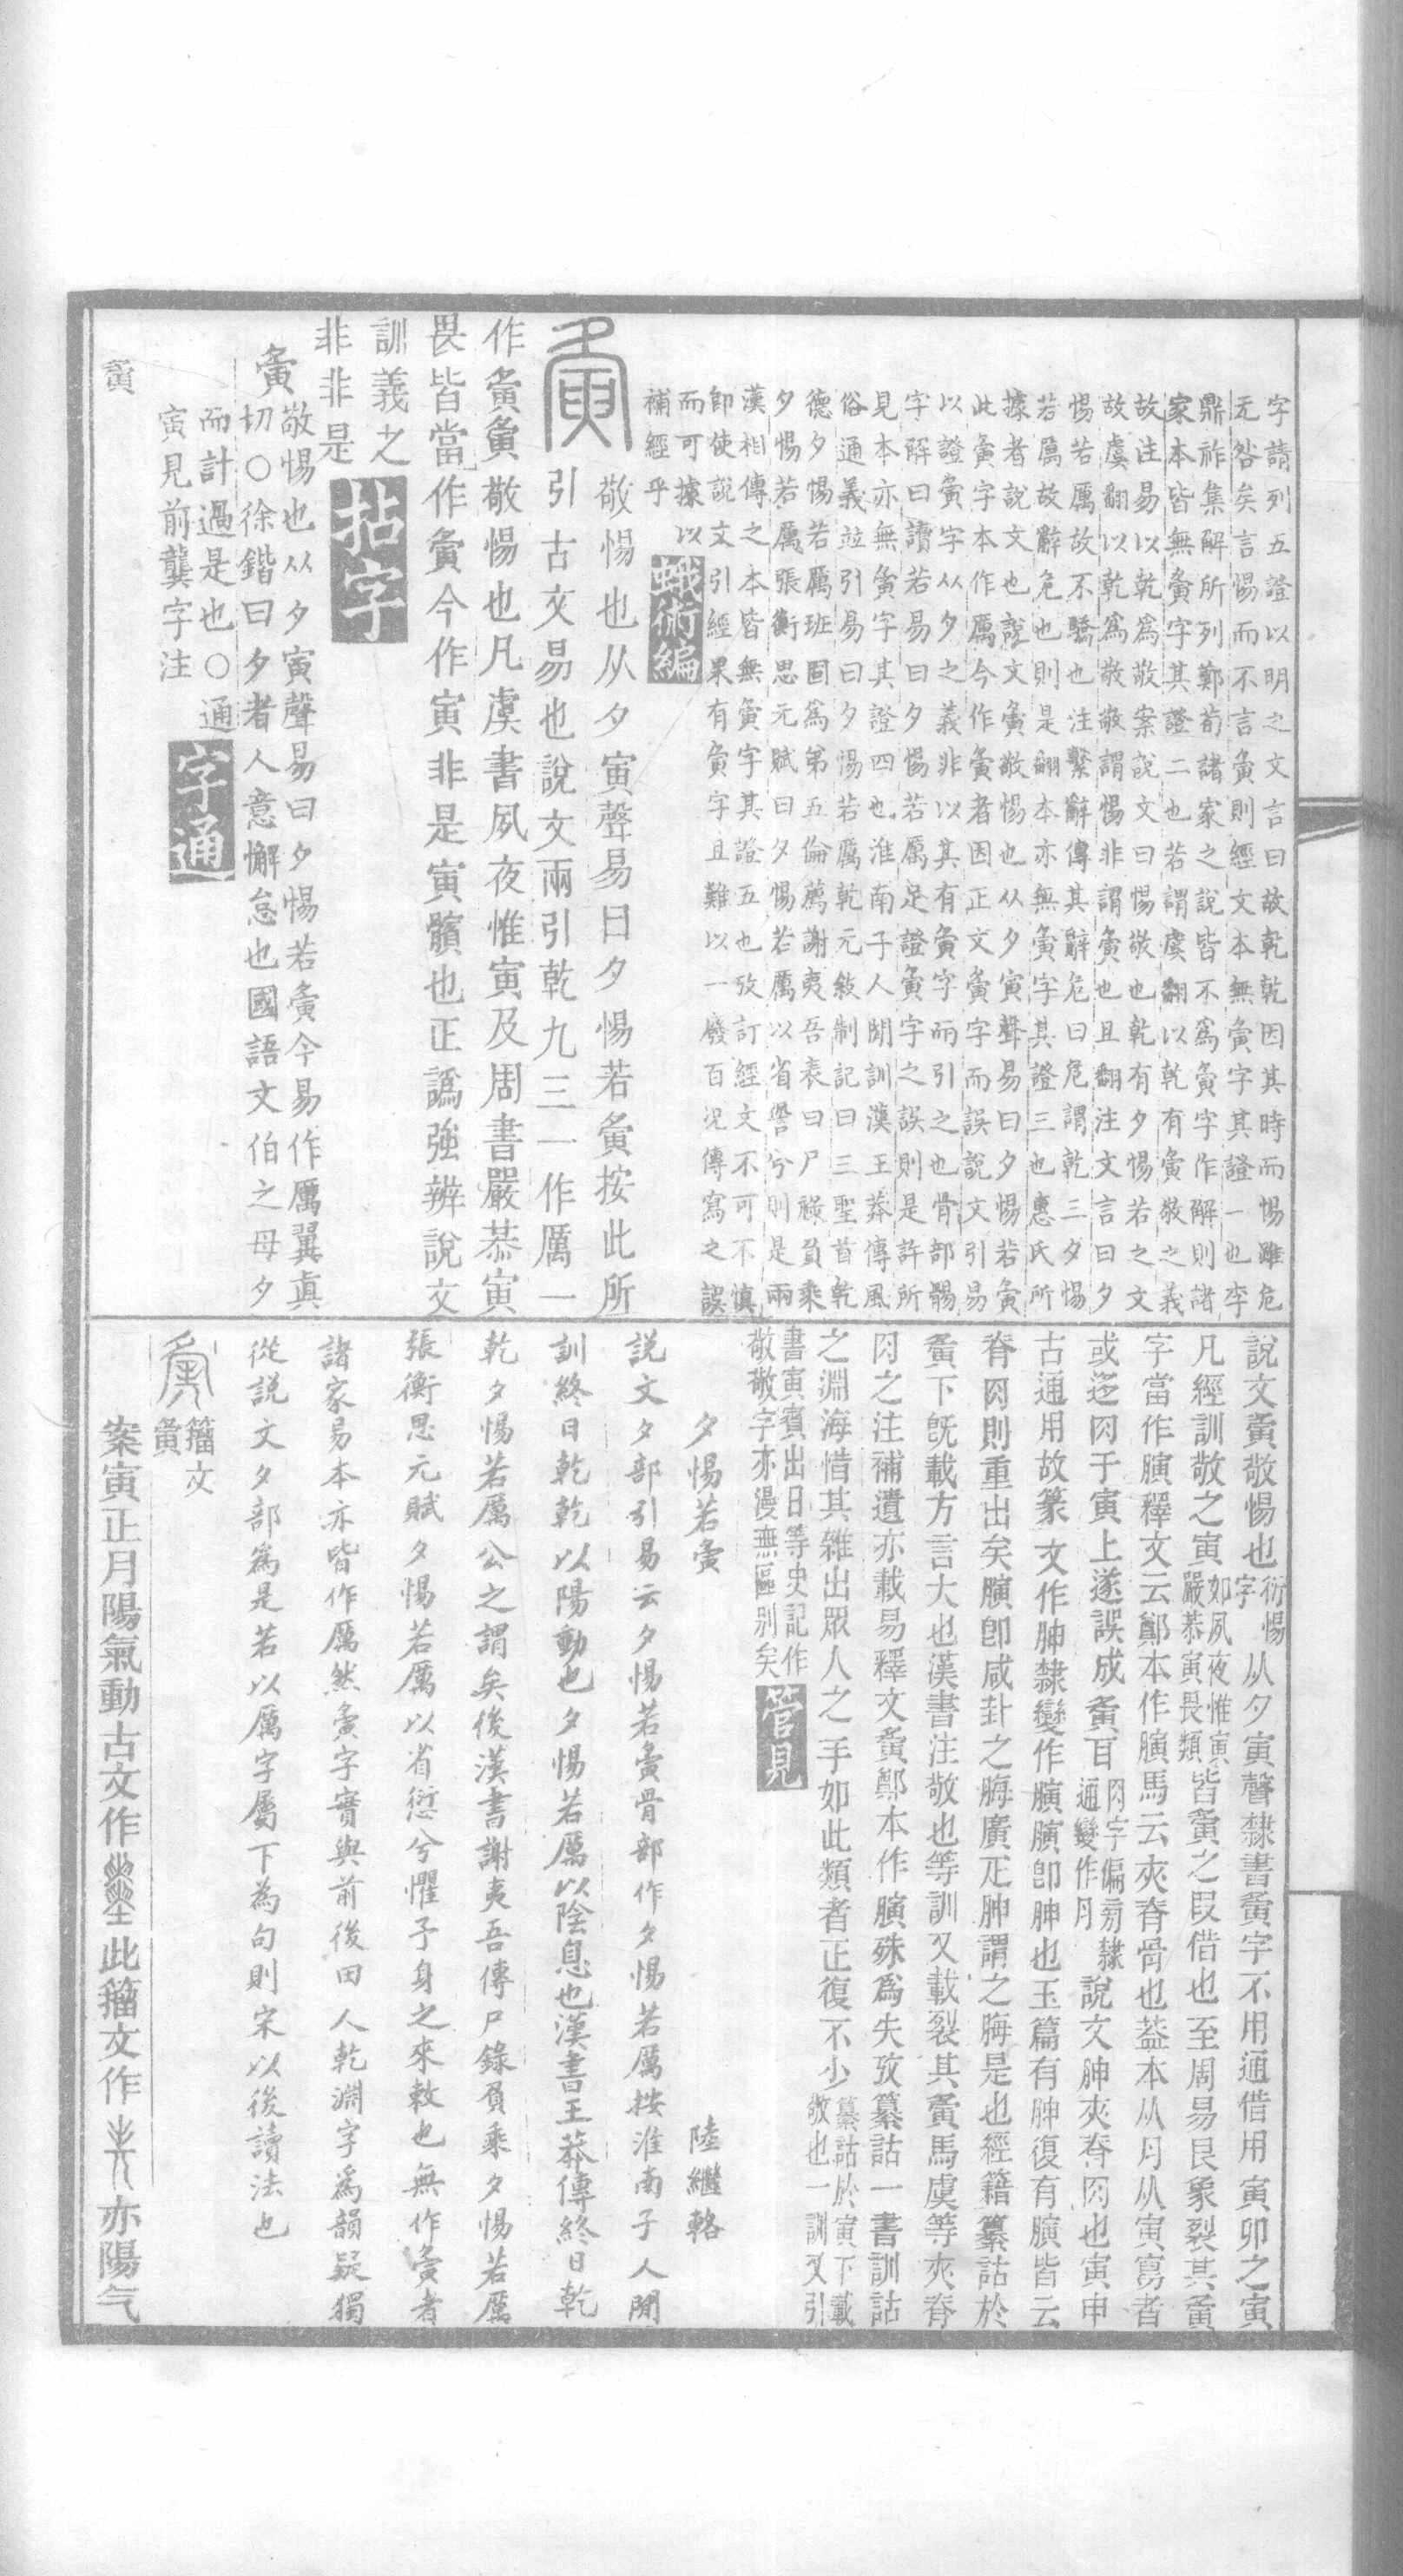 字請列五證以明之文言曰故乾乾因其時而惕雖危
无咎矣言惕而不言夤則經文本無夤字其證一也李
鼎祚集解所列鄭荀諸家之說皆不爲夤字作解則諸
家本皆無夤字其證二也若謂虞翻以乾有夤敬之義
故注易以乾爲敬案說文曰惕敬也乾有夕惕若之文
故虞翻以乾爲敬敬謂惕非謂夤也且翻注文言曰夕
惕若厲故不驕也注繫辭傳其辭危曰危謂乾三夕惕
若厲故辭危也則是翻本亦無夤字其證三也惠氏所
據者說文也說文夤敬惕也从夕寅聲易曰夕惕若夤
此夤字本作厲今作夤者因正文夤字而誤說文引易
以證夤字从夕之義非以其有夤字而引之也骨部䯜
字解曰讀若易曰夕惕若厲足證夤字之誤則是許所
見本亦無夤字其證四也淮南子人閒訓漢王莽傳風
俗通義竝引易曰夕惕若厲乾元敘制記曰三聖首乾
德夕惕若厲班固爲第五倫薦謝夷吾表曰尸祿負乘
夕惕若厲張衡思元賦曰夕惕若厲以省諐兮則是兩
漢相傳之本皆無夤字其證五也攷訂經文不可不慎
卽使說文引經果有夤字且難以一廢百況傳寫之誤
而可據以
補經乎
蛾術編
夤 敬惕也从夕寅聲易曰夕惕若夤按此所
引古文易也說文兩引乾九三一作厲一
作夤夤敬惕也凡虞書夙夜惟寅及周書嚴恭寅
畏皆當作夤今作寅非是寅髕也正譌強辨說文
訓義之
非非是
拈字
夤 敬惕也从夕寅聲易曰夕惕若夤今易作厲翼眞
切○徐鍇曰夕者人意懈怠也國語文伯之母夕
而計過是也○通
寅見前龔字注
字通
夤
說文夤敬惕也衍惕字从夕寅聲隸書夤字不用通借用寅卯之寅
凡經訓敬之寅如夙夜惟寅嚴恭寅畏類皆夤之叚借也至周易艮象裂其夤
字當作䐺釋文云鄭本作䐺馬云夾脊骨也葢本从月从寅寫者
或迻肉于寅上遂誤成夤耳肉字偏旁隸通變作月說文胂夾脊肉也寅申
古通用故篆文作胂隸變作䐺䐺卽胂也玉篇有胂復有䐺皆云
脊肉則重出矣䐺卽咸卦之脢廣疋胂謂之脢是也經籍纂詁於
夤下旣載方言大也漢書注敬也等訓又載裂其夤馬虞等夾脊
肉之注補遺亦載易釋文夤鄭本作䐺殊爲失攷纂詁一書訓詁
之淵海惜其雜出眾人之手如此類者正復不少纂詁於寅下載敬也一訓又引
書寅賓出日等史記作
敬敬字亦漫無區別矣
管見
夕惕若夤 陸繼輅
說文夕部引易云夕惕若夤骨部作夕惕若厲按淮南子人閒
訓終日乾乾以陽動也夕惕若厲以陰息也漢書王莽傳終日乾
乾夕惕若厲公之謂矣後漢書謝夷吾傳尸錄負乘夕惕若厲
張衡思元賦夕惕若厲以省諐兮懼予身之來敕也無作夤者
諸家易本亦皆作厲然夤字實與前後田人乾淵字爲韻疑獨
從說文夕部爲是若以厲字屬下為句則宋以後讀法也
籀文
夤
案寅正月陽氣動古文作此籀文作亦陽气